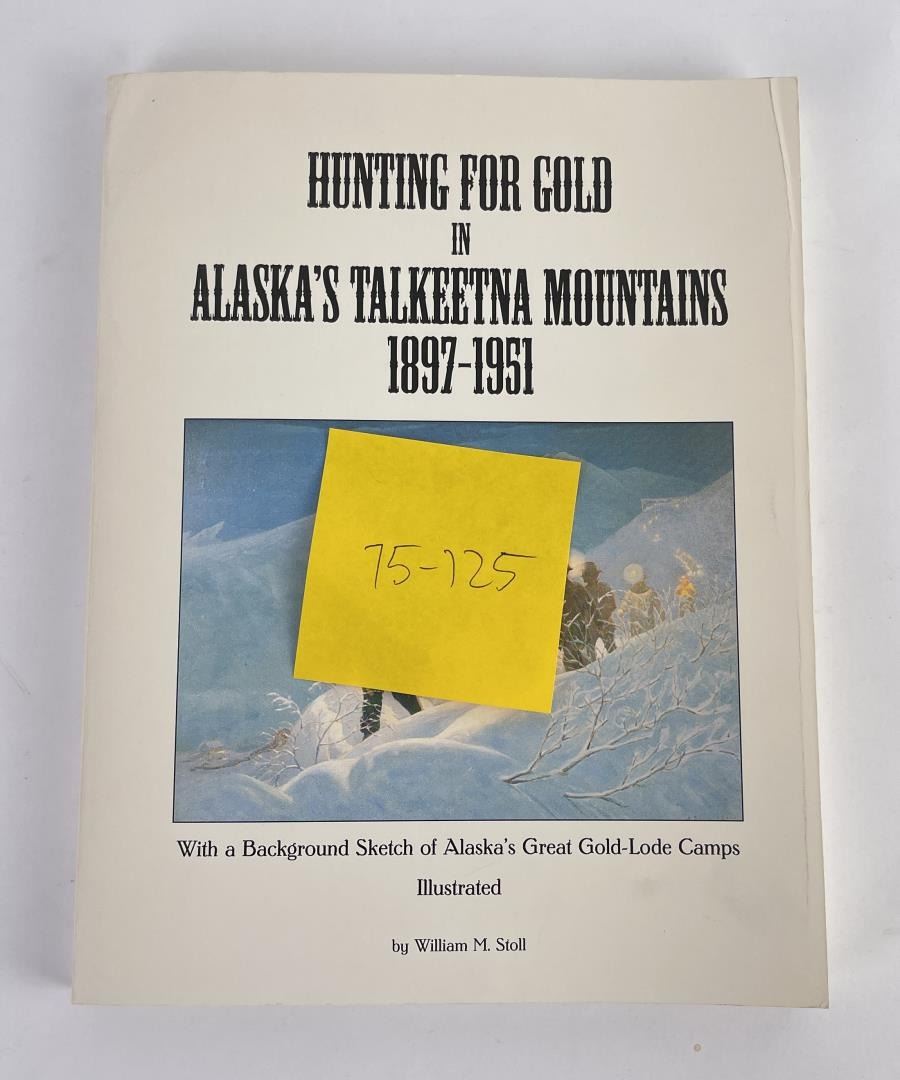 HUNTING FOR GOLD
IN
ALASKA'S TALKEETNA MOUNTAINS
1897-1951
75-125
With a Background Sketch of Alaska's Great Gold-Lode Camps
Illustrated
by William M. Stoll